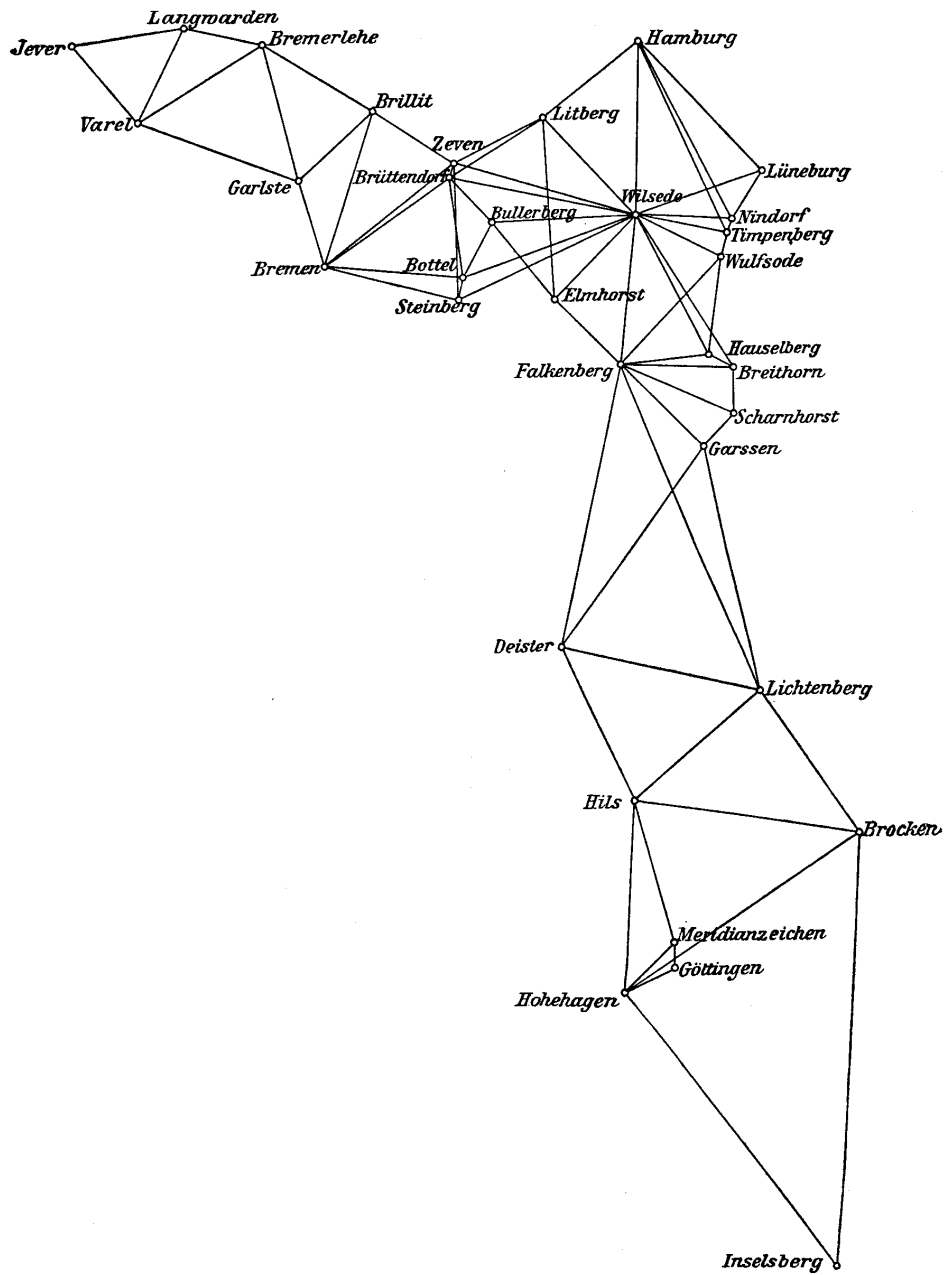 Langwarden
Jever
Bremerlehe
Hamburg
Varel
Brillit
Litberg
Zeven
Garlste
Brüttendorf
Lüneburg
Wilsede
Bullerberg
Nindorf
Timpenberg
Bremen
Bottel
Wulfsode
Steinberg
Elmhorst
Hauselberg
Falkenberg
Breithorn
Scharnhorst
Garssen
Deister
Lichtenberg
Hils
Brocken
Meridianzeichen
Göttingen
Hohehagen
Inselsberg